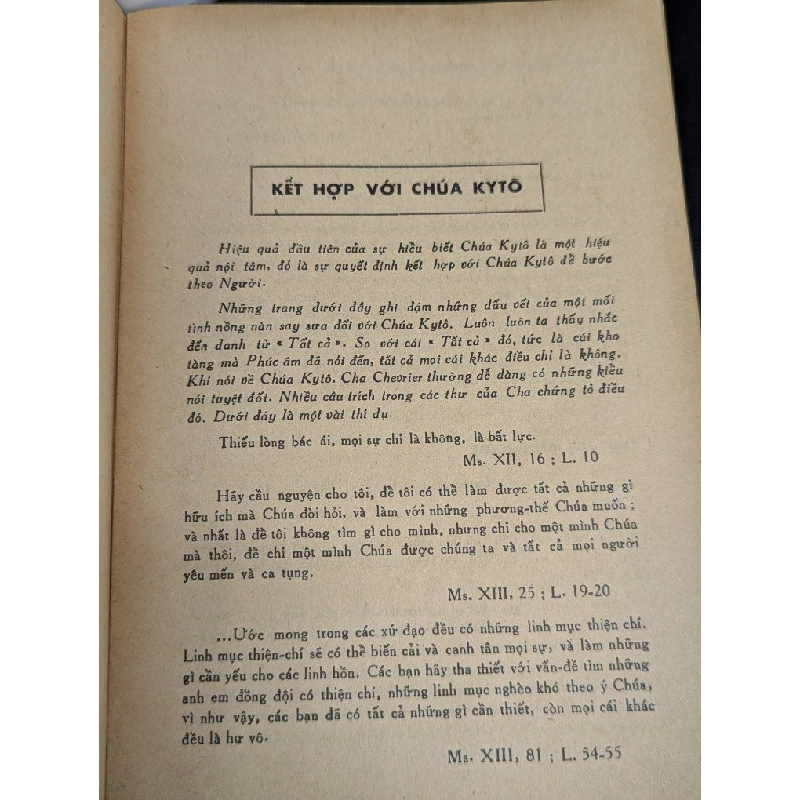 KẾT HỢP VỚI CHÚA KYTÔ
Hiệu quả đầu tiên của sự hiểu biết Chúa Kytô là một hiệu
quả nội tâm, đó là sự quyết định kết hợp với Chúa Kytô để bước
theo Người.
Những trang dưới đây ghi đậm những dấu vết của một mối
tình nồng nàn say sưa đối với Chúa Kytô. Luôn luôn ta thấy nhắc
đến danh từ « Tất cả ». So với cái « Tất cả » đó, tức là cái kho
tàng mà Phúc âm đã nói đến, tất cả mọi cái khác điều chỉ là không.
Khi nói về Chúa Kytô. Cha Chevrier thường dễ dàng có những kiểu
nói tuyệt đối. Nhiều câu trích trong các thư của Cha chứng tỏ điều
đó. Dưới đây là một vài thí dụ
Thiếu lòng bác ái, mọi sự chỉ là không, là bất lực.
Ms. XII, 16 ; L. 10
Hãy cầu nguyện cho tôi, để tôi có thể làm được tất cả những gì
hữu ích mà Chúa đòi hỏi, và làm với những phương-thế Chúa muốn ;
và nhất là để tôi không tìm gì cho mình, nhưng chỉ cho một mình Chúa
mà thôi, để chỉ một mình Chúa được chúng ta và tất cả mọi người
yêu mến và ca tụng.
Ms. XIII, 25 ; L. 19-20
...Ước mong trong các xứ đạo đều có những linh mục thiện chí.
Linh mục thiện-chí sẽ có thể biến cải và canh tân mọi sự, và làm những
gì cần yếu cho các linh hồn. Các bạn hãy tha thiết với vấn-đề tìm những
anh em đồng đội có thiện chí, những linh mục nghèo khó theo ý Chúa,
vì như vậy, các bạn đã có tất cả những gì cần thiết, còn mọi cái khác
đều là hư vô.
Ms. XIII, 81 ; L. 54-55